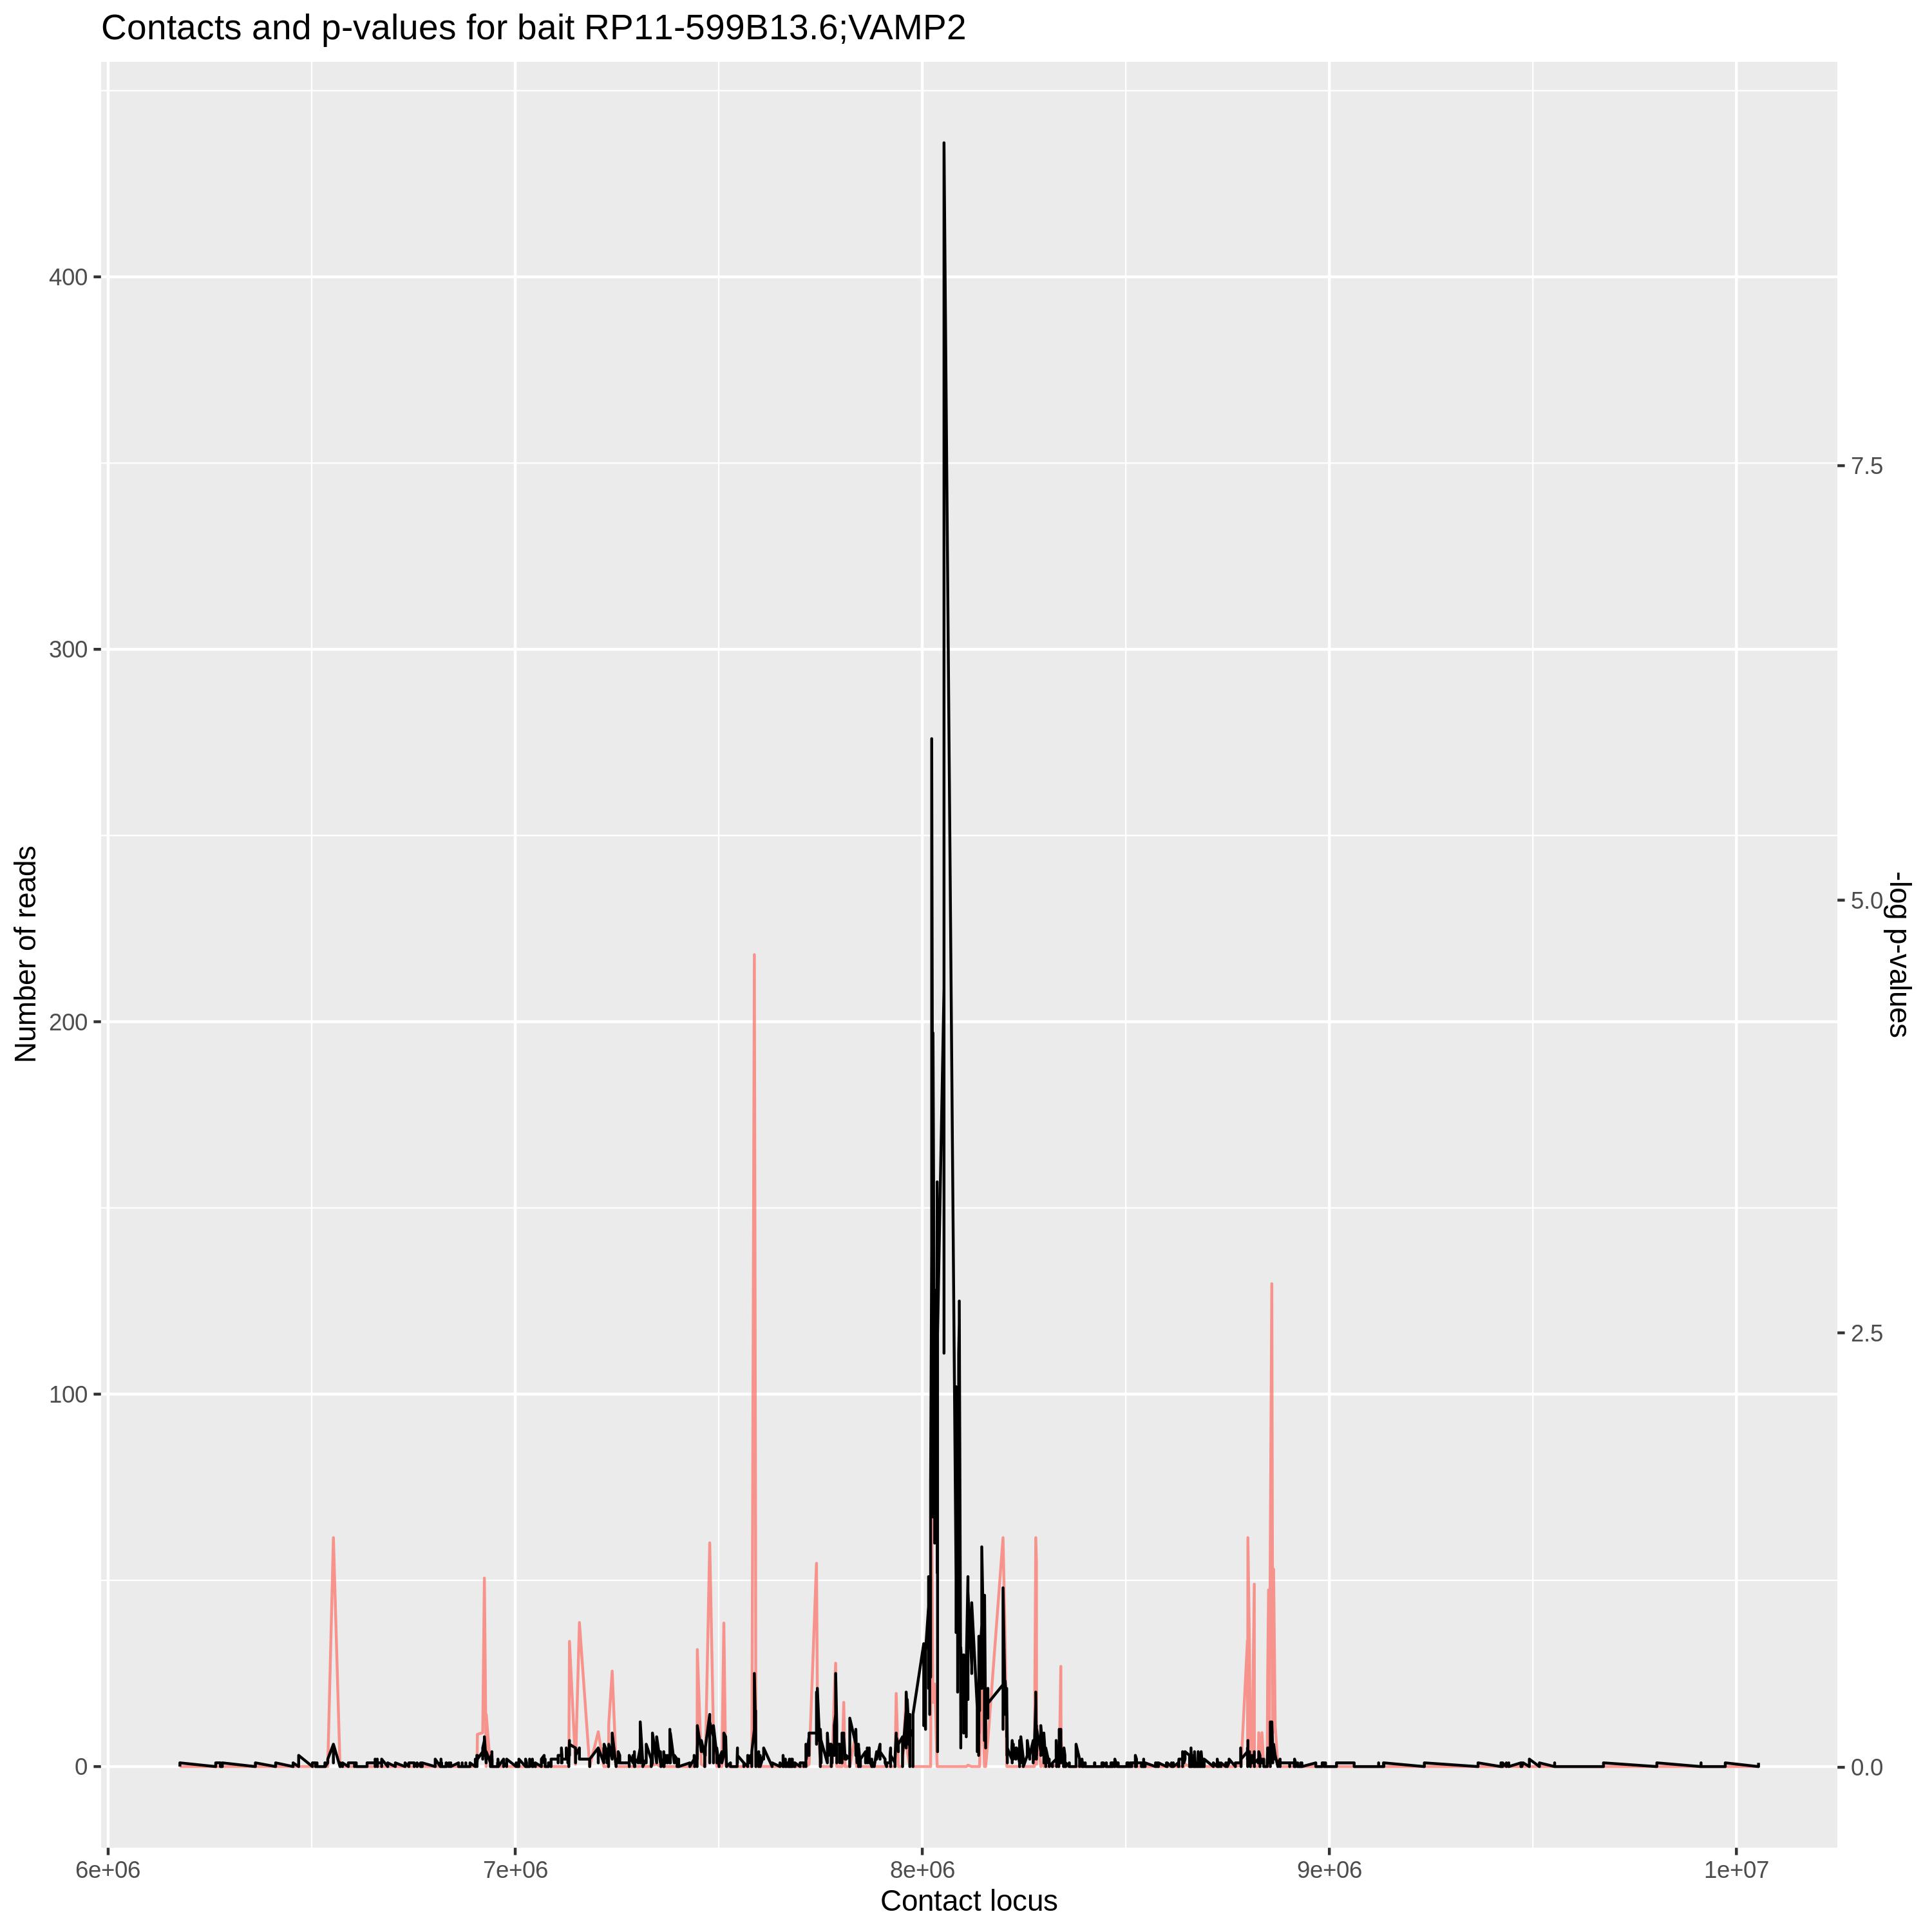 Contacts and p-values for bait RP11-599B13.6;VAMP2
400
300
200
100
0
Number of reads
7.5
5.0
2.5
0.0
-log p-values
6e+06
7e+06
8e+06
9e+06
1e+07
Contact locus